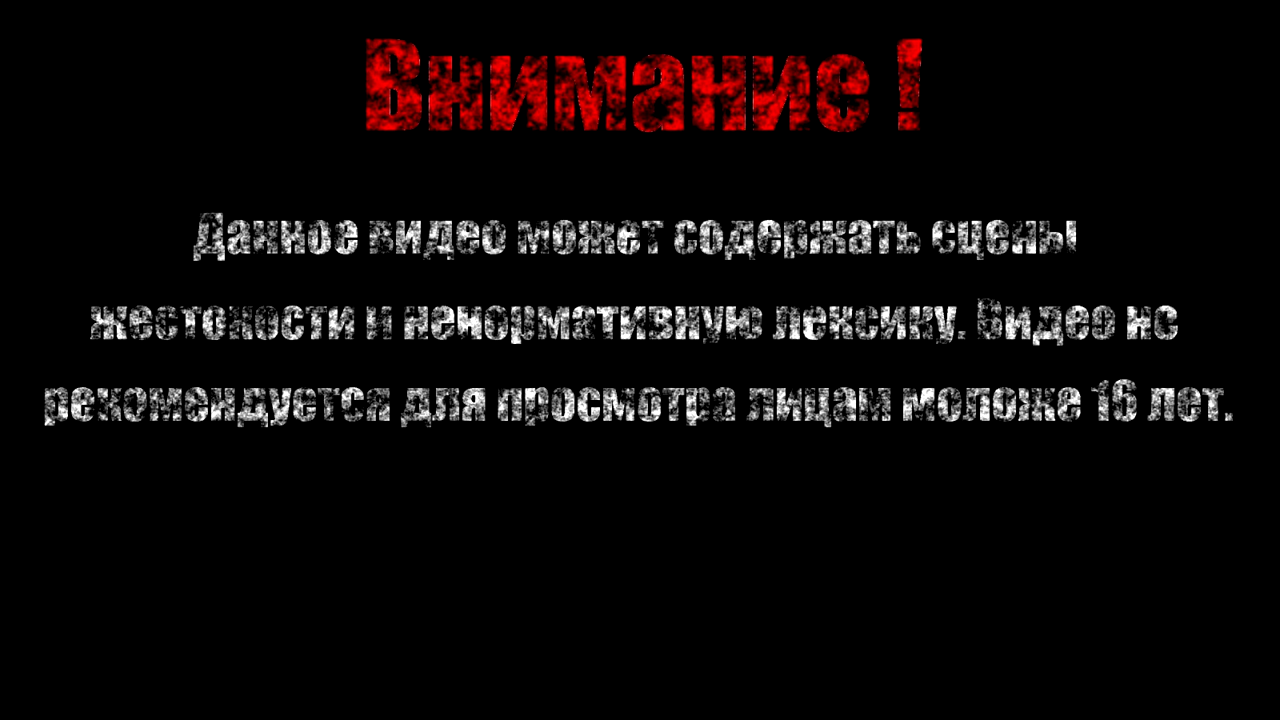 Внимание !
Данное видео может содержать сцены
жестокости и ненормативную лексику. Видео не
рекомендуется для просмотра лицам моложе 16 лет.